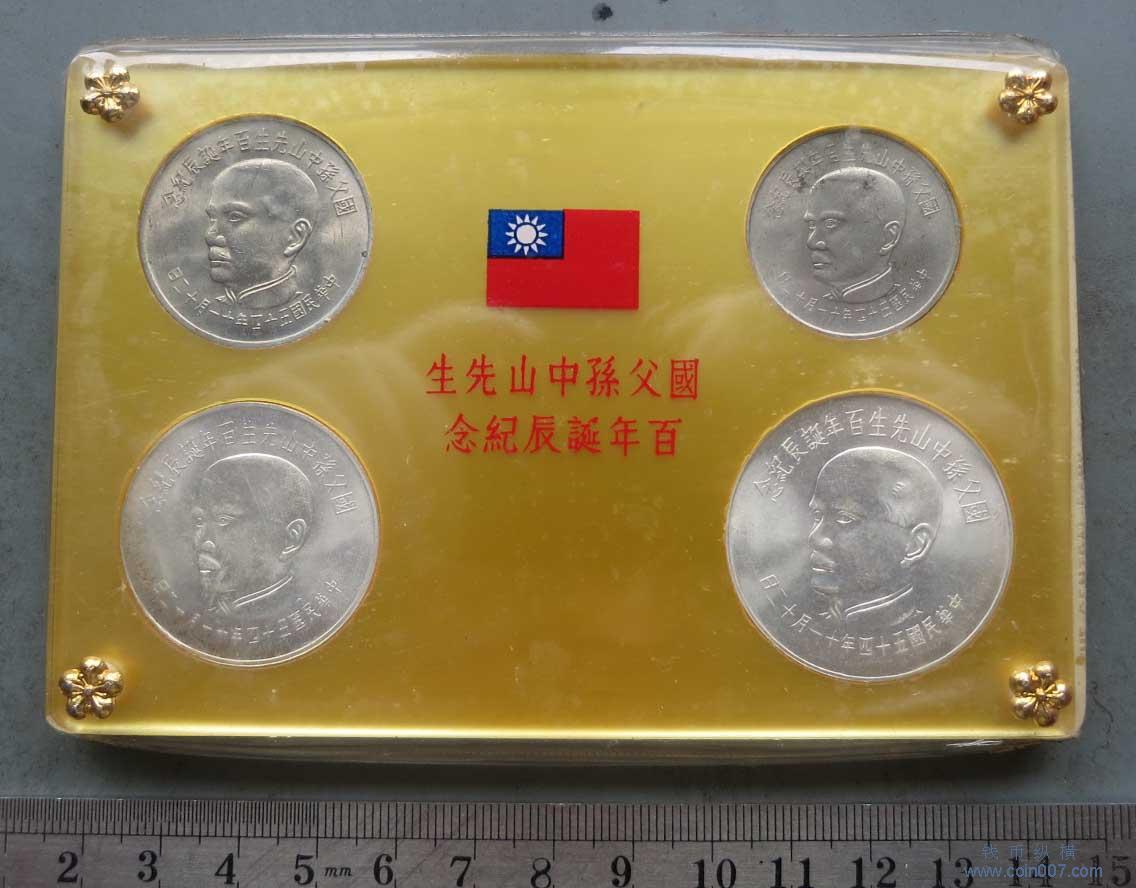 國父孫中山先生百年誕辰紀念
中華民國五十四年十一月十二日
國父孫中山先生百年誕辰紀念
中華民國五十四年十一月十二日
國父孫中山先生
百年誕辰紀念
國父孫中山先生百年誕辰紀念
中華民國五十四年十一月十二日
國父孫中山先生百年誕辰紀念
中華民國五十四年十一月十二日
2 3 4 5 mm 6 7 8 9 10 11 12 13 14 15
钱币纵横
www.coin007.com